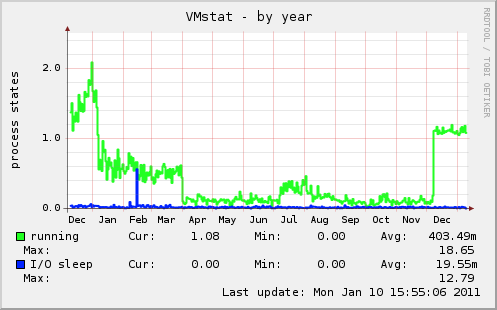 VMstat - by year
RRDTOOL / TOBI OETIKER
process states
2.0
1.0
0.0
Dec Jan Feb Mar Apr May Jun Jul Aug Sep Oct Nov Dec
running Cur: 1.08 Min: 0.00 Avg: 403.49m
Max: 18.65
I/O sleep Cur: 0.00 Min: 0.00 Avg: 19.55m
Max: 12.79
Last update: Mon Jan 10 15:55:06 2011